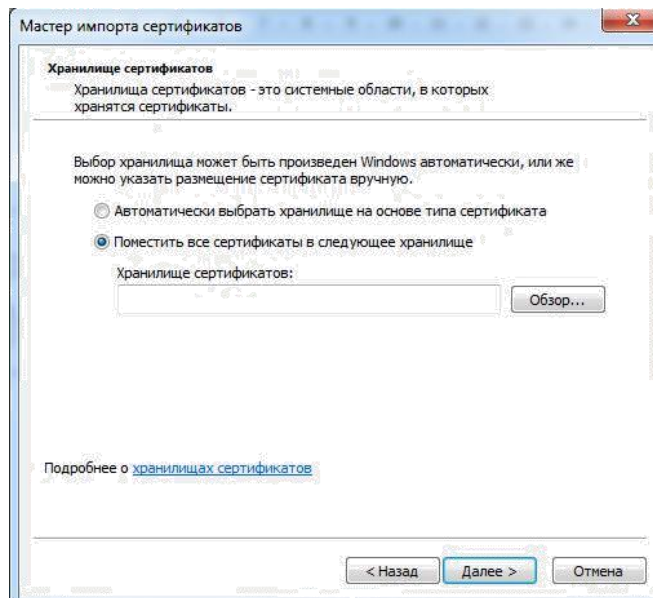 Мастер импорта сертификатов
Хранилище сертификатов
Хранилища сертификатов - это системные области, в которых
хранятся сертификаты.
Выбор хранилища может быть произведен Windows автоматически, или же
можно указать размещение сертификата вручную.
Автоматически выбрать хранилище на основе типа сертификата
Поместить все сертификаты в следующее хранилище
Хранилище сертификатов:
Обзор...
Подробнее о хранилищах сертификатов
< Назад Далее > Отмена